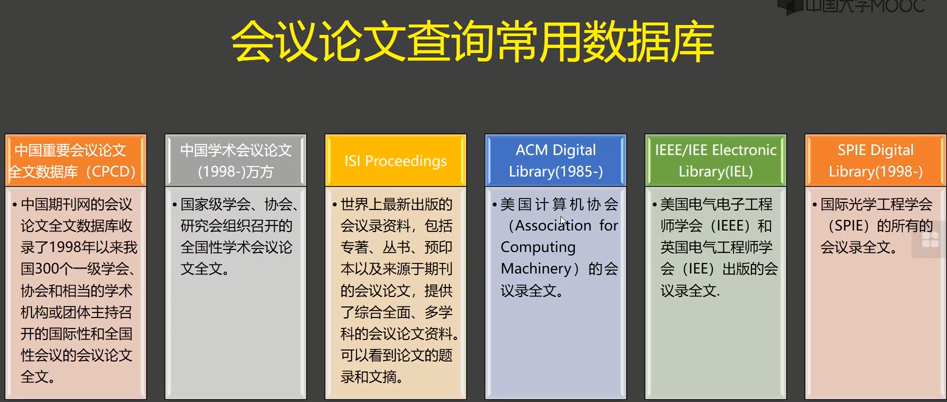 中国大学MOOC
会议论文查询常用数据库
中国重要会议论文
全文数据库（CPCD）
• 中国期刊网的会议
论文全文数据库收
录了1998年以来我
国300个一级学会、
协会和相当的学术
机构或团体主持召
开的国际性和全国
性会议的会议论文
全文。
中国学术会议论文
(1998-)万方
• 国家级学会、协会、
研究会组织召开的
全国性学术会议论
文全文。
ISI Proceedings
• 世界上最新出版的
会议录资料，包括
专著、丛书、预印
本以及来源于期刊
的会议论文，提供
了综合全面、多学
科的会议论文资料。
可以看到论文的题
录和文摘。
ACM Digital
Library(1985-)
• 美国计算机协会
（Association for
Computing
Machinery）的会
议录全文。
IEEE/IEE Electronic
Library(IEL)
• 美国电气电子工程
师学会（IEEE）和
英国电气工程师学
会（IEE）出版的会
议录全文.
SPIE Digital
Library(1998-)
• 国际光学工程学会
（SPIE）的所有的
会议录全文。